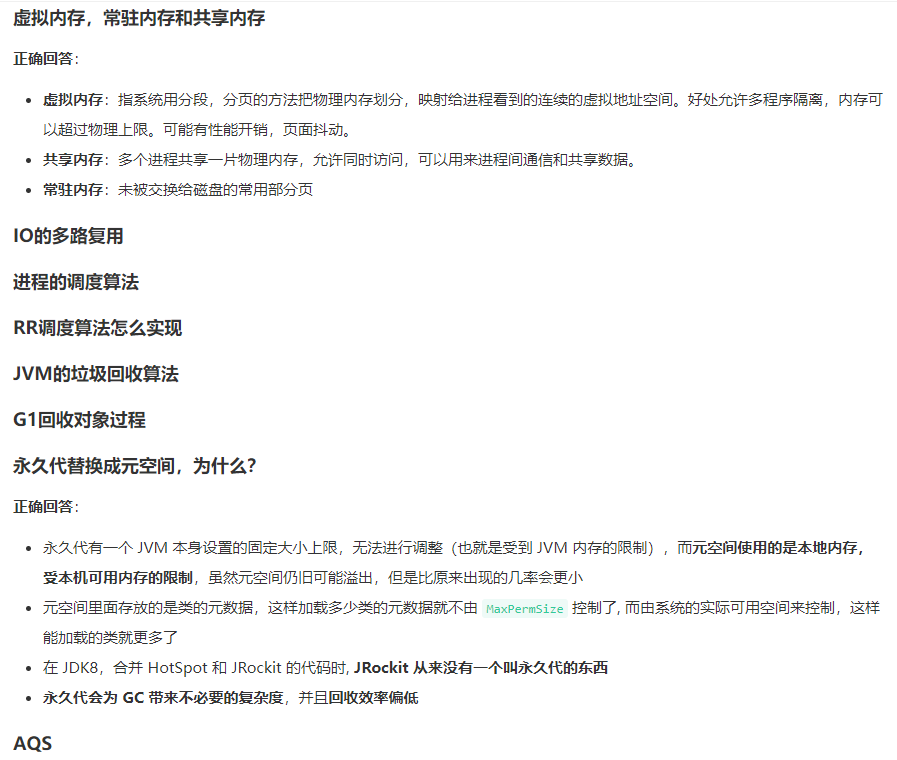 虚拟内存，常驻内存和共享内存
正确回答：
虚拟内存：指系统用分段，分页的方法把物理内存划分，映射给进程看到的连续的虚拟地址空间。好处允许多程序隔离，内存可
以超过物理上限。可能有性能开销，页面抖动。
共享内存：多个进程共享一片物理内存，允许同时访问，可以用来进程间通信和共享数据。
常驻内存：未被交换给磁盘的常用部分页
IO的多路复用
进程的调度算法
RR调度算法怎么实现
JVM的垃圾回收算法
G1回收对象过程
永久代替换成元空间，为什么？
正确回答：
永久代有一个 JVM 本身设置的固定大小上限，无法进行调整（也就是受到 JVM 内存的限制），而元空间使用的是本地内存，
受本机可用内存的限制，虽然元空间仍旧可能溢出，但是比原来出现的几率会更小
元空间里面存放的是类的元数据，这样加载多少类的元数据就不由 MaxPermSize 控制了, 而由系统的实际可用空间来控制，这样
能加载的类就更多了
在 JDK8，合并 HotSpot 和 JRockit 的代码时, JRockit 从来没有一个叫永久代的东西
永久代会为 GC 带来不必要的复杂度，并且回收效率偏低
AQS